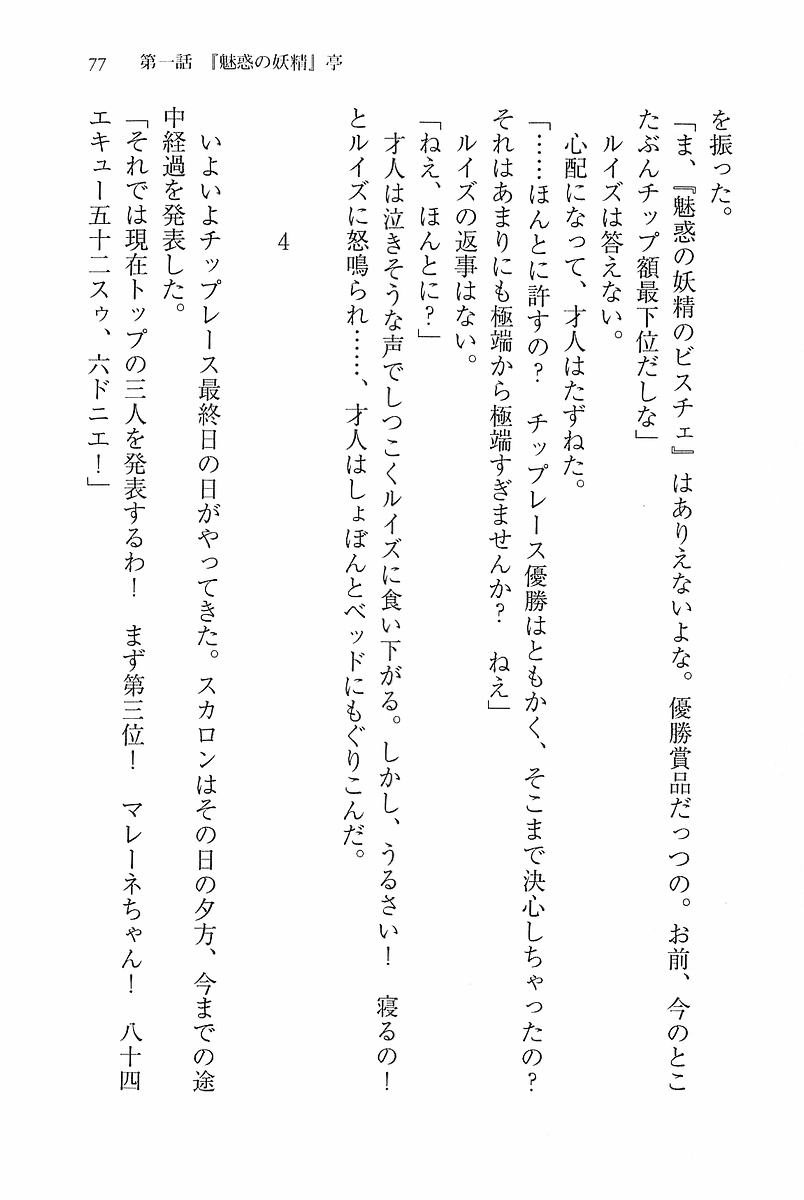 77　第一話　『魅惑の妖精』亭
を振った。
「ま、『魅惑の妖精のビスチェ』はありえないよな。優勝賞品だっつの。お前、今のとこ
たぶんチップ額最下位だしな」
　ルイズは答えない。
　心配になって、才人はたずねた。
「……ほんとに許すの？　チップレース優勝はともかく、そこまで決心しちゃったの？
それはあまりにも極端から極端すぎませんか？　ねえ」
　ルイズの返事はない。
「ねえ、ほんとに？」
　才人は泣きそうな声でしつこくルイズに食い下がる。しかし、うるさい！　寝るの！
とルイズに怒鳴られ……、才人はしょぼんとベッドにもぐりこんだ。
4
　いよいよチップレース最終日の日がやってきた。スカロンはその日の夕方、今までの途
中経過を発表した。
「それでは現在トップの三人を発表するわ！　まず第三位！　マレーネちゃん！　八十四
エキュー五十二スゥ、六ドニエ！」